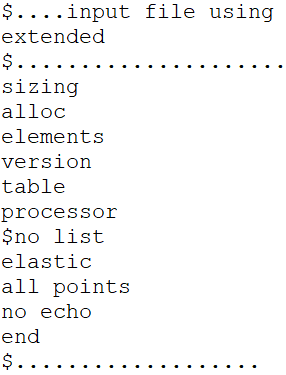 $....input file using
extended
$.....................
sizing
alloc
elements
version
table
processor
$no list
elastic
all points
no echo
end
$...................